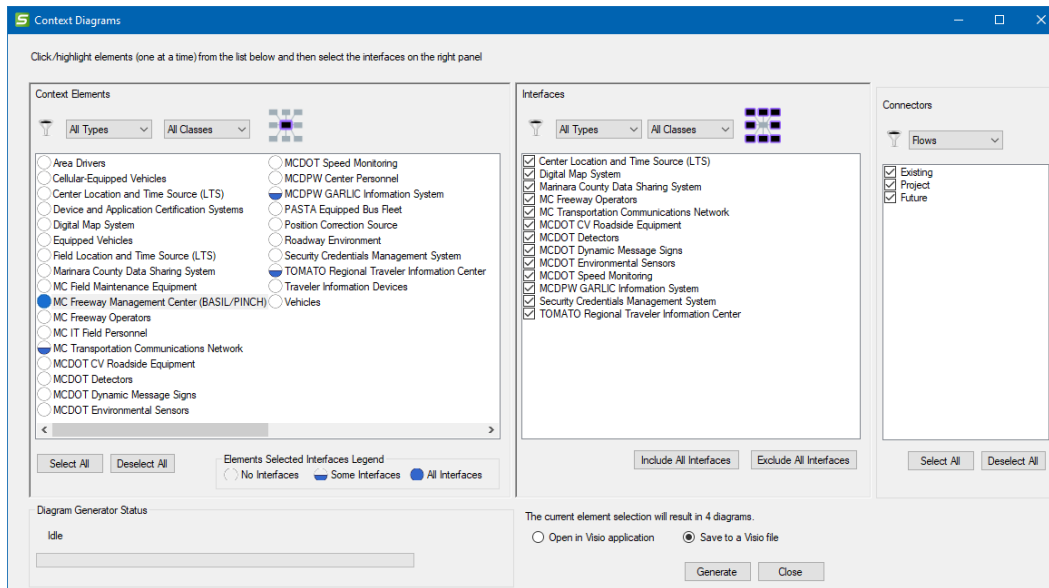 Context Diagrams
Click/highlight elements (one at a time) from the list below and then select the interfaces on the right panel
Context Elements
All Types
All Classes
Area Drivers
Cellular-Equipped Vehicles
Center Location and Time Source (LTS)
Device and Application Certification Systems
Digital Map System
Equipped Vehicles
Field Location and Time Source (LTS)
Marinara County Data Sharing System
MC Field Maintenance Equipment
MC Freeway Management Center (BASIL/PINCH)
MC Freeway Operators
MC IT Field Personnel
MC Transportation Communications Network
MCDOT CV Roadside Equipment
MCDOT Detectors
MCDOT Dynamic Message Signs
MCDOT Environmental Sensors
MCDOT Speed Monitoring
MCDPW Center Personnel
MCDPW GARLIC Information System
PASTA Equipped Bus Fleet
Position Correction Source
Roadway Environment
Security Credentials Management System
TOMATO Regional Traveler Information Center
Traveler Information Devices
Vehicles
Select All
Deselect All
Elements Selected Interfaces Legend
No Interfaces
Some Interfaces
All Interfaces
Interfaces
All Types
All Classes
Center Location and Time Source (LTS)
Digital Map System
Marinara County Data Sharing System
MC Freeway Operators
MC Transportation Communications Network
MCDOT CV Roadside Equipment
MCDOT Detectors
MCDOT Dynamic Message Signs
MCDOT Environmental Sensors
MCDOT Speed Monitoring
MCDPW GARLIC Information System
Security Credentials Management System
TOMATO Regional Traveler Information Center
Include All Interfaces
Exclude All Interfaces
Connectors
Flows
Existing
Project
Future
Select All
Deselect All
Diagram Generator Status
Idle
The current element selection will result in 4 diagrams.
Open in Visio application
Save to a Visio file
Generate
Close